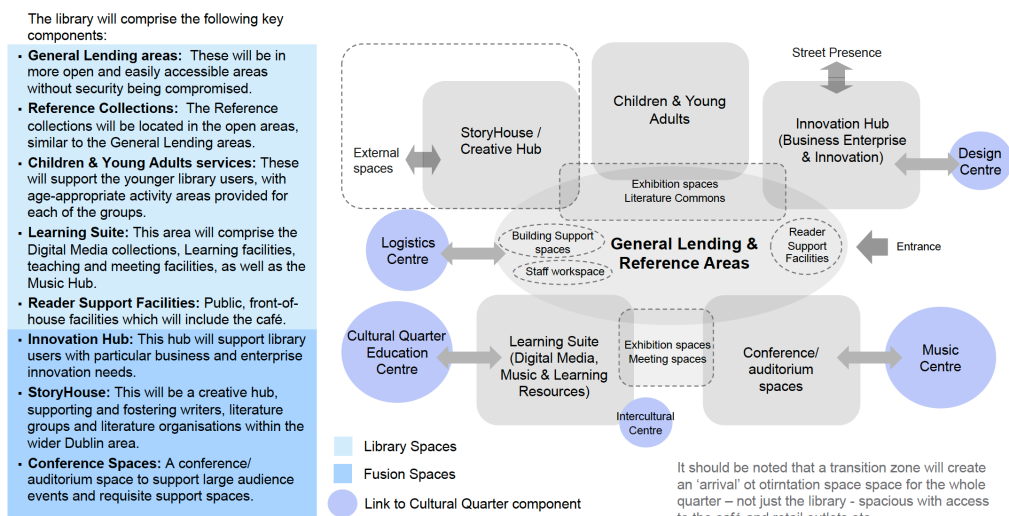 The library will comprise the following key
components:
▪ General Lending areas: These will be in
more open and easily accessible areas
without security being compromised.
▪ Reference Collections: The Reference
collections will be located in the open areas,
similar to the General Lending areas.
▪ Children & Young Adults services: These
will support the younger library users, with
age-appropriate activity areas provided for
each of the groups.
▪ Learning Suite: This area will comprise the
Digital Media collections, Learning facilities,
teaching and meeting facilities, as well as the
Music Hub.
▪ Reader Support Facilities: Public, front-of-
house facilities which will include the café.
▪ Innovation Hub: This hub will support library
users with particular business and enterprise
innovation needs.
▪ StoryHouse: This will be a creative hub,
supporting and fostering writers, literature
groups and literature organisations within the
wider Dublin area.
▪ Conference Spaces: A conference/
auditorium space to support large audience
events and requisite support spaces.
Street Presence
Children & Young
Adults
StoryHouse /
Creative Hub
Innovation Hub
(Business Enterprise
& Innovation)
External
spaces
Design
Centre
Exhibition spaces
Literature Commons
Logistics
Centre
Building Support
spaces
Staff workspace
General Lending &
Reference Areas
Reader
Support
Facilities
Entrance
Cultural Quarter
Education
Centre
Learning Suite
(Digital Media,
Music & Learning
Resources)
Exhibition spaces
Meeting spaces
Conference/
auditorium
spaces
Music
Centre
Intercultural
Centre
Library Spaces
Fusion Spaces
Link to Cultural Quarter component
It should be noted that a transition zone will create
an ‘arrival’ ot otirntation space space for the whole
quarter – not just the library - spacious with access
to the café and retail outlets etc